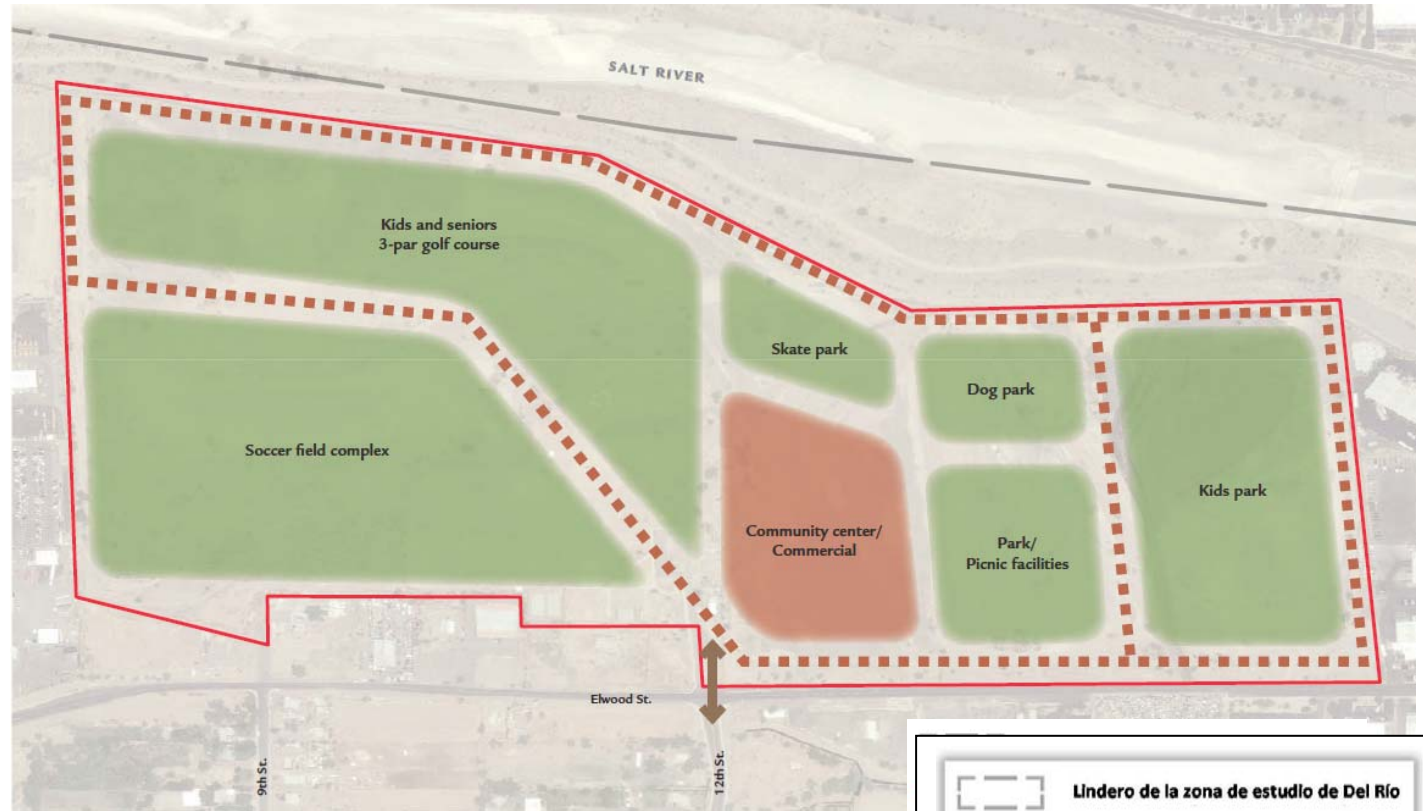 SALT RIVER
Kids and seniors
3-par golf course
Skate park
Dog park
Kids park
Soccer field complex
Community center/
Commercial
Park/
Picnic facilities
Elwood St.
9th St.
12th St.
Lindero de la zona de estudio de Del Río